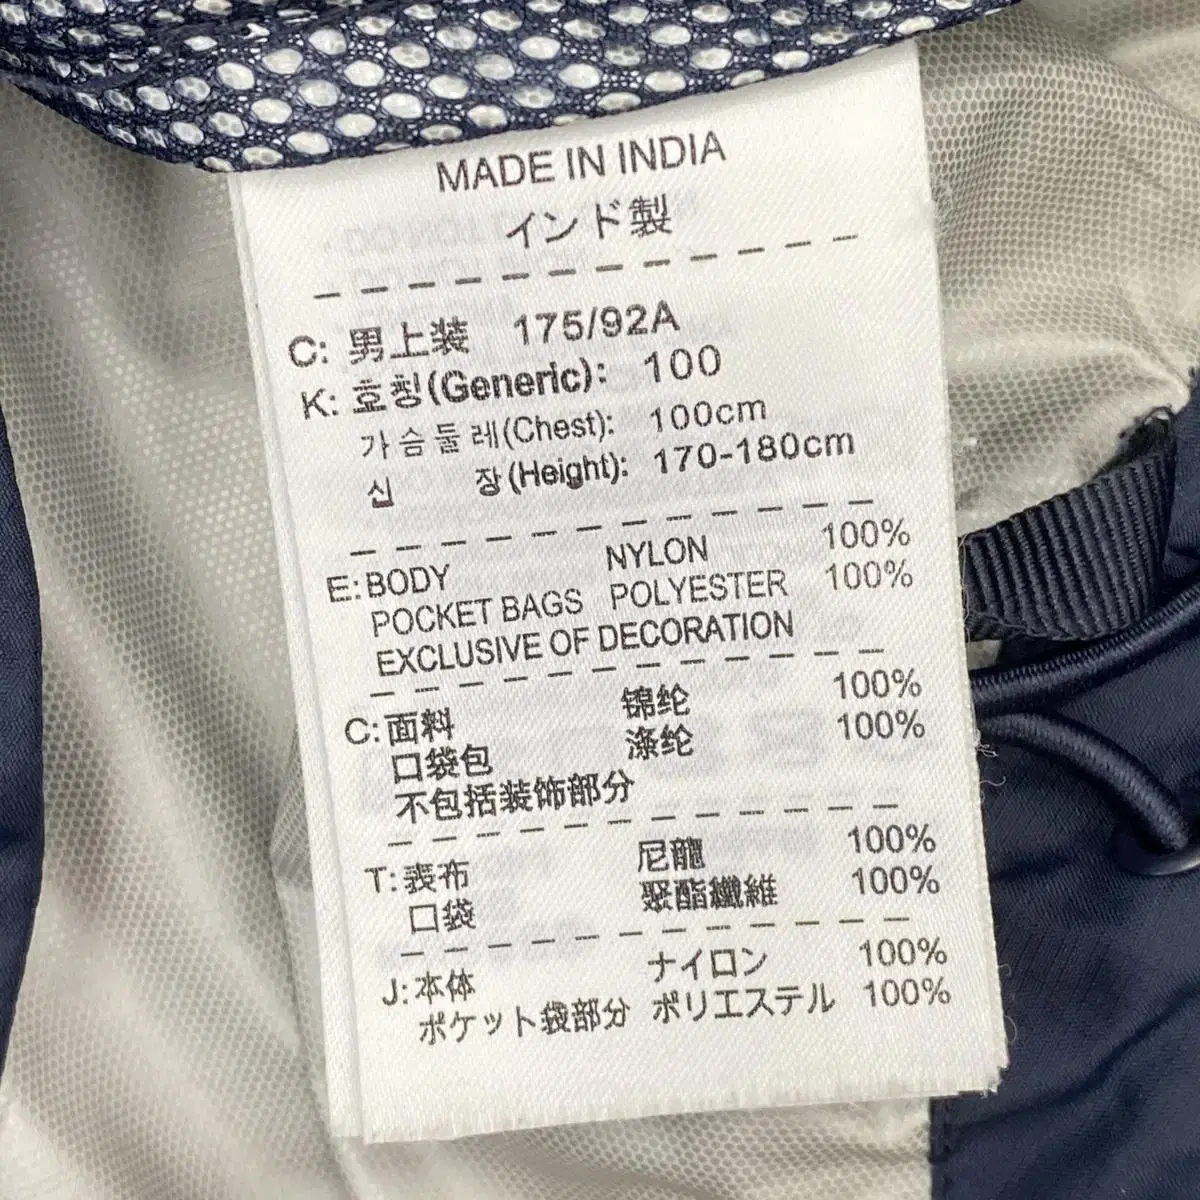 MADE IN INDIA
インド製
C: 男上装 175/92A
K: 호칭(Generic): 100
가슴둘레(Chest): 100cm
신 장(Height): 170-180cm
E: BODY NYLON 100%
POCKET BAGS POLYESTER 100%
EXCLUSIVE OF DECORATION
C: 面料 锦纶 100%
口袋包 涤纶 100%
不包括装饰部分
T: 表布 尼龍 100%
口袋 聚酯纖維 100%
J: 本体 ナイロン 100%
ポケット袋部分 ポリエステル 100%